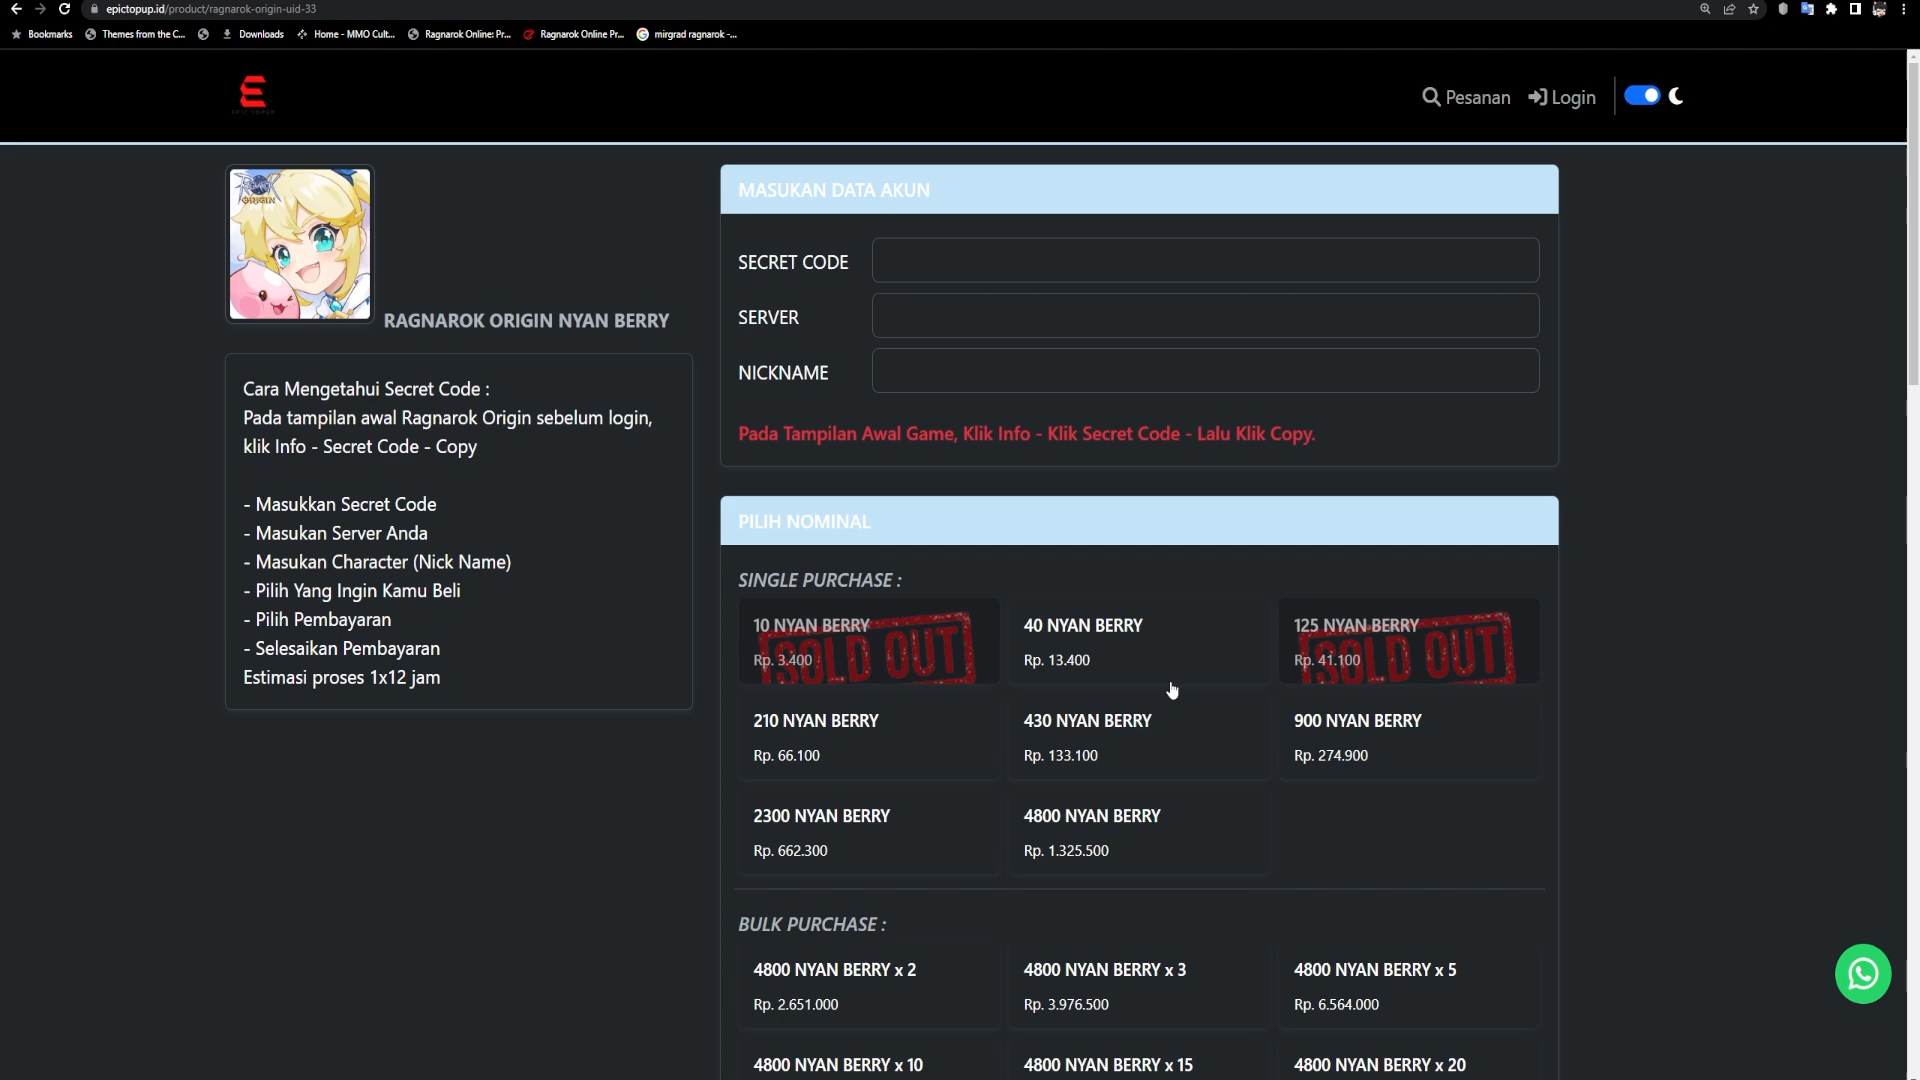 epictopup.id/product/ragnarok-origin-uid-33
Bookmarks
Themes from the C...
Downloads
Home - MMO Cult...
Ragnarok Online: Pr...
Ragnarok Online Pr...
mirgrad ragnarok -...
EPIC TOPUP
Pesanan
Login
RAGNAROK
ORIGIN
RAGNAROK ORIGIN NYAN BERRY
Cara Mengetahui Secret Code :
Pada tampilan awal Ragnarok Origin sebelum login,
klik Info - Secret Code - Copy
- Masukkan Secret Code
- Masukan Server Anda
- Masukan Character (Nick Name)
- Pilih Yang Ingin Kamu Beli
- Pilih Pembayaran
- Selesaikan Pembayaran
Estimasi proses 1x12 jam
MASUKAN DATA AKUN
SECRET CODE
SERVER
NICKNAME
Pada Tampilan Awal Game, Klik Info - Klik Secret Code - Lalu Klik Copy.
PILIH NOMINAL
SINGLE PURCHASE :
10 NYAN BERRY
Rp. 3.400
SOLD OUT
40 NYAN BERRY
Rp. 13.400
125 NYAN BERRY
Rp. 41.100
SOLD OUT
210 NYAN BERRY
Rp. 66.100
430 NYAN BERRY
Rp. 133.100
900 NYAN BERRY
Rp. 274.900
2300 NYAN BERRY
Rp. 662.300
4800 NYAN BERRY
Rp. 1.325.500
BULK PURCHASE :
4800 NYAN BERRY x 2
Rp. 2.651.000
4800 NYAN BERRY x 3
Rp. 3.976.500
4800 NYAN BERRY x 5
Rp. 6.564.000
4800 NYAN BERRY x 10
4800 NYAN BERRY x 15
4800 NYAN BERRY x 20